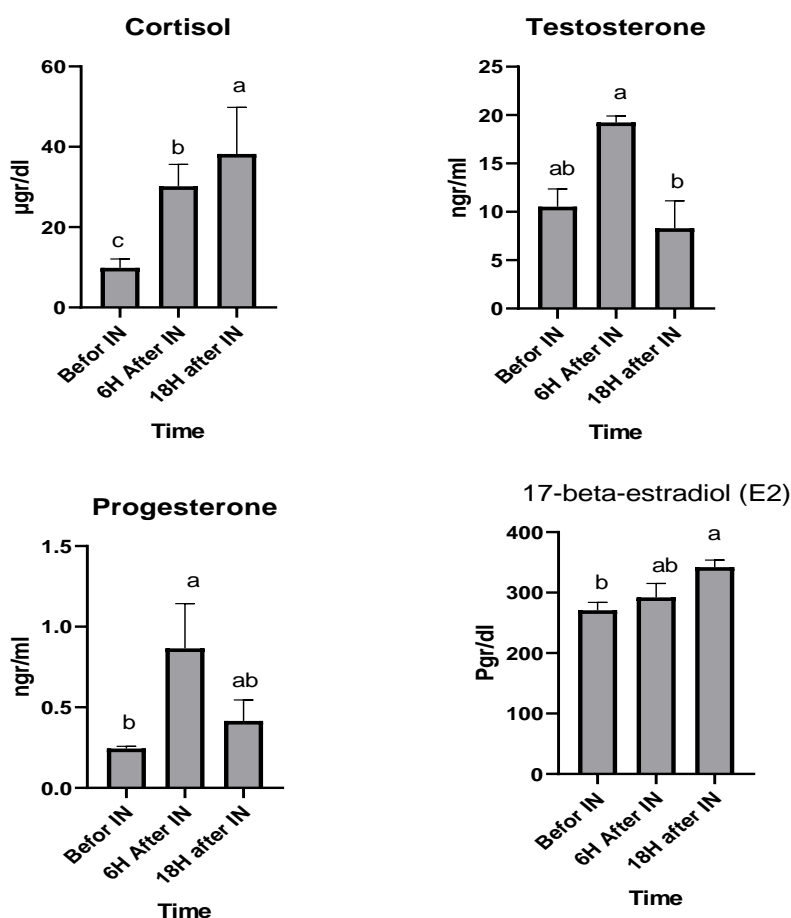 Cortisol
60
40
20
0
µgr/dl
c
b
a
Befor IN
6H After IN
18H after IN
Time
Testosterone
25
20
15
10
5
0
ngr/ml
ab
a
b
Befor IN
6H After IN
18H after IN
Time
Progesterone
1.5
1.0
0.5
0.0
ngr/ml
b
a
ab
Befor IN
6H After IN
18H after IN
Time
17-beta-estradiol (E2)
400
300
200
100
0
Pgr/dl
b
ab
a
Befor IN
6H After IN
18H after IN
Time